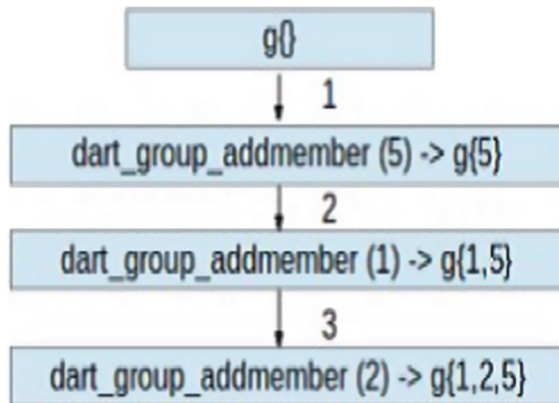 g{}
1
dart_group_addmember (5) -> g{5}
2
dart_group_addmember (1) -> g{1,5}
3
dart_group_addmember (2) -> g{1,2,5}